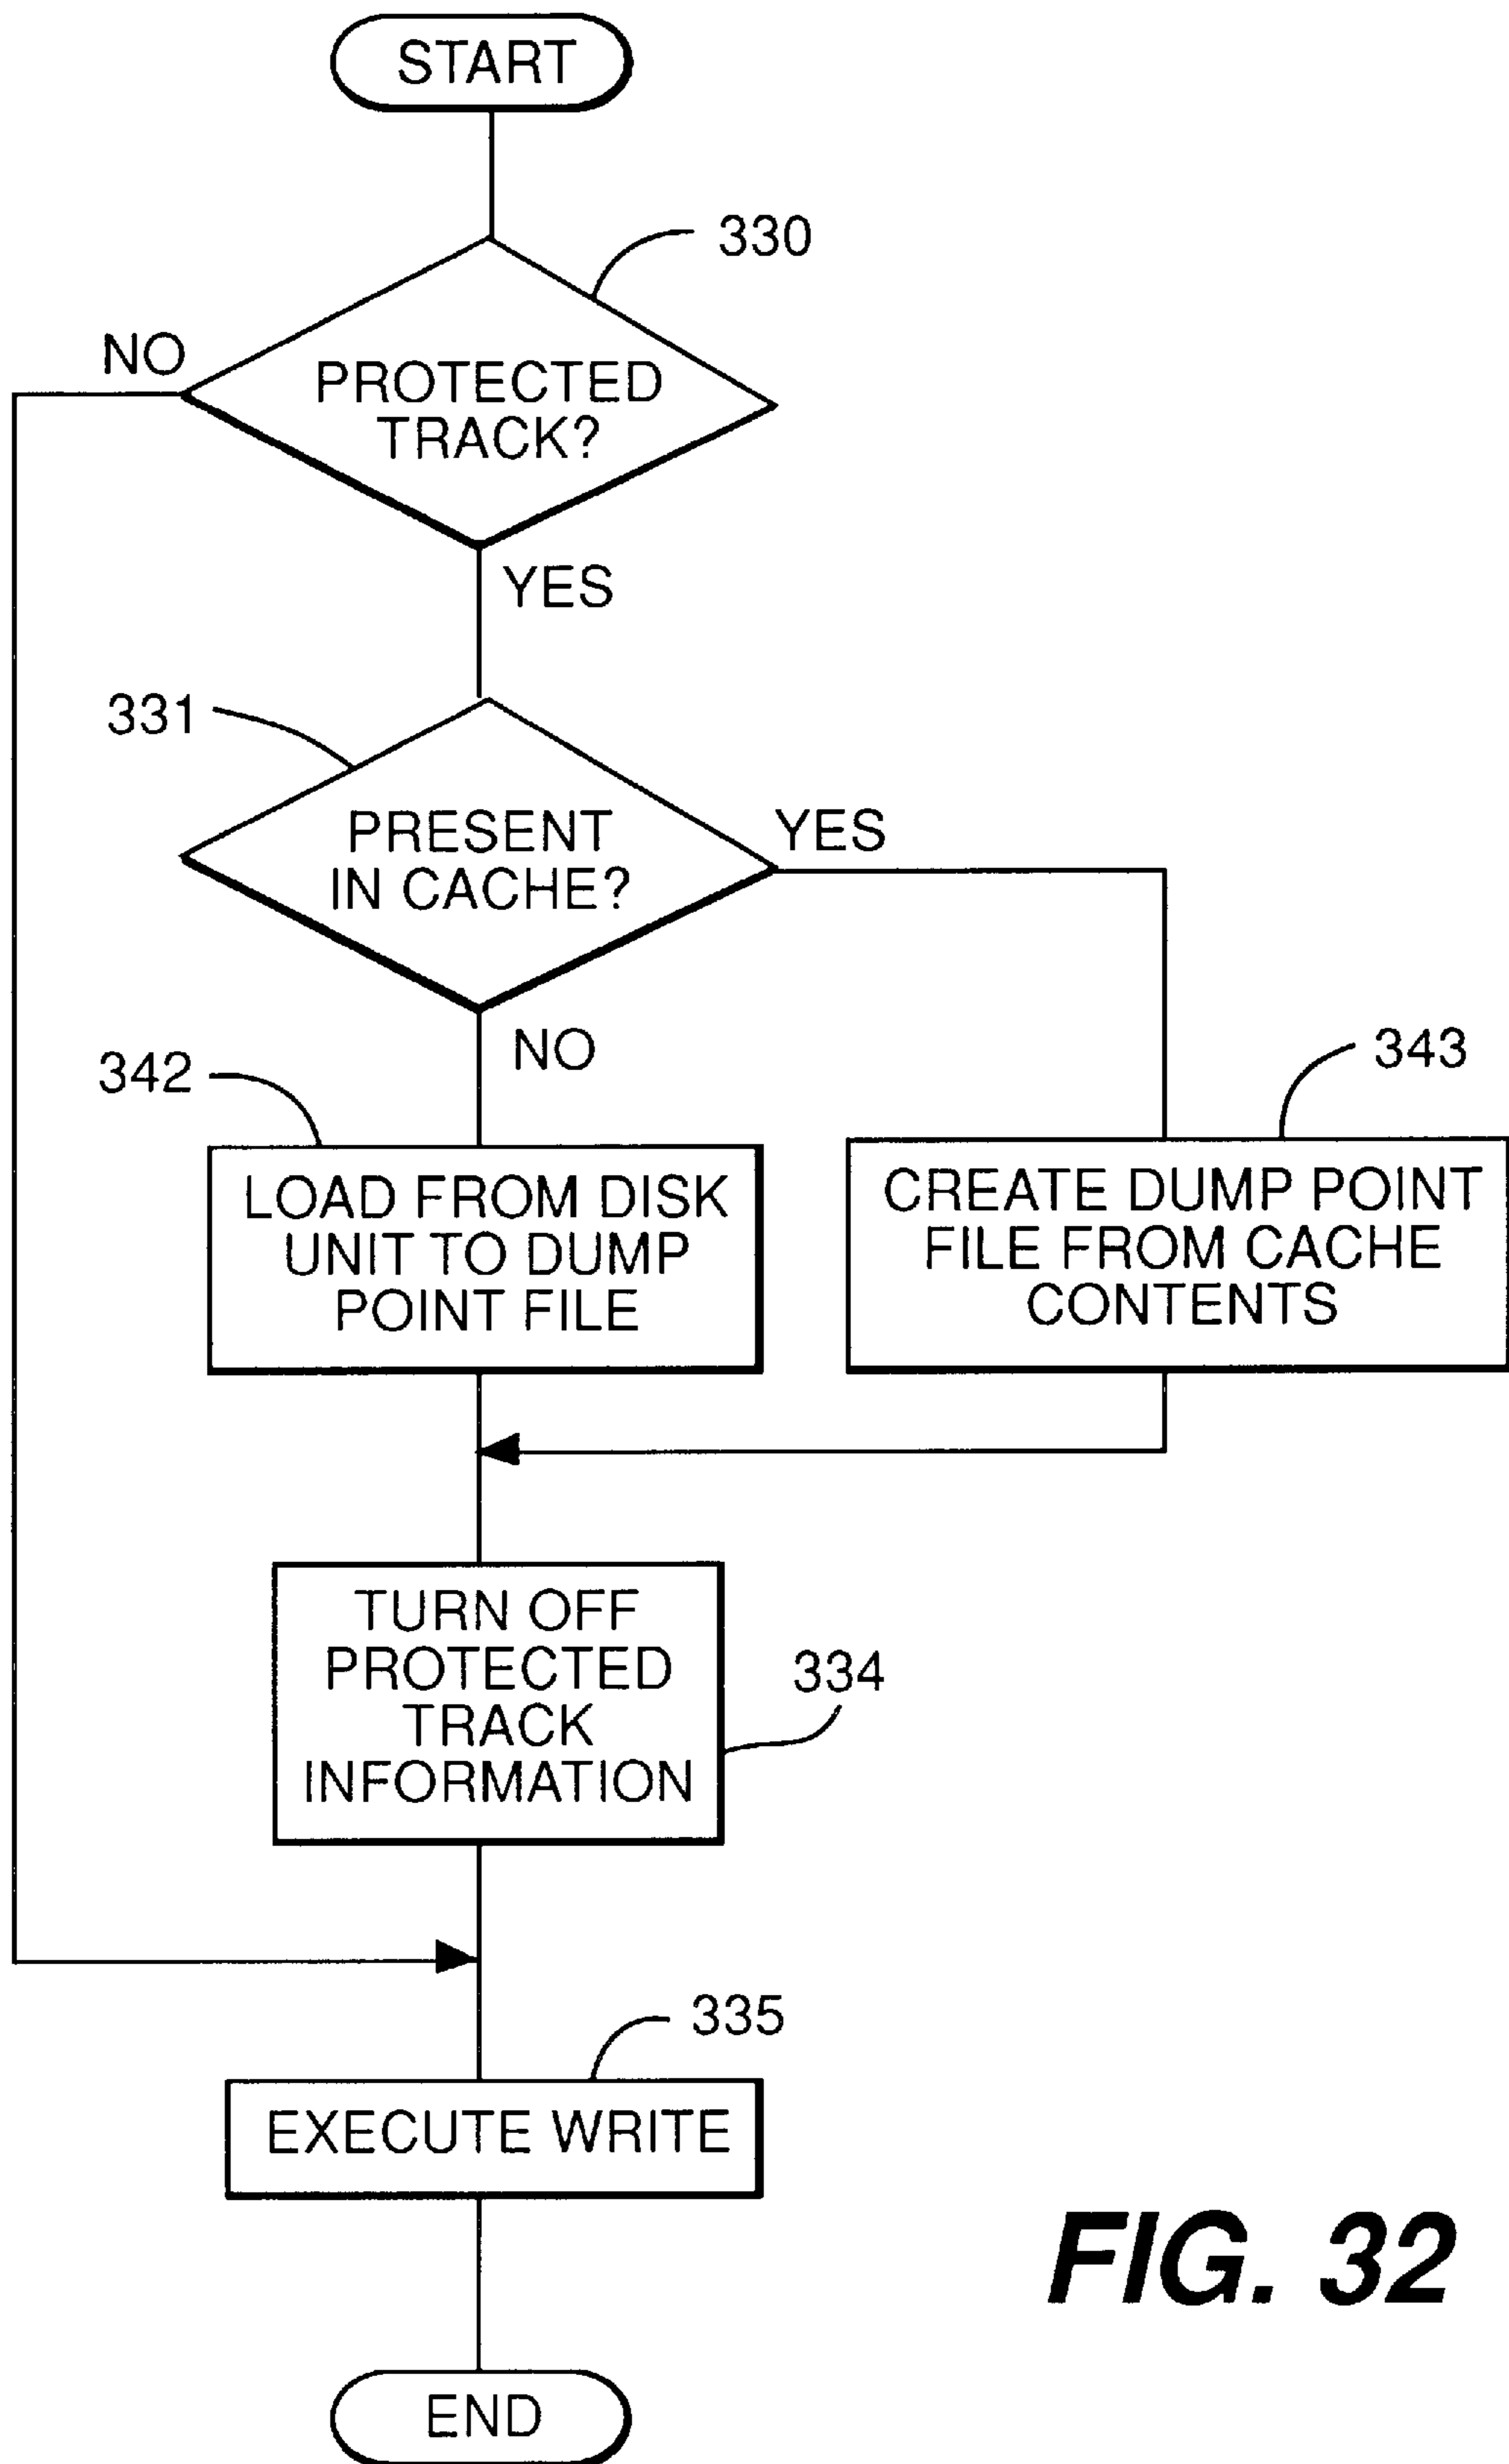 START
330
NO
PROTECTED
TRACK?
YES
331
PRESENT
IN CACHE?
YES
NO
342
343
LOAD FROM DISK
UNIT TO DUMP
POINT FILE
CREATE DUMP POINT
FILE FROM CACHE
CONTENTS
TURN OFF
PROTECTED
TRACK
INFORMATION
334
335
EXECUTE WRITE
FIG. 32
END